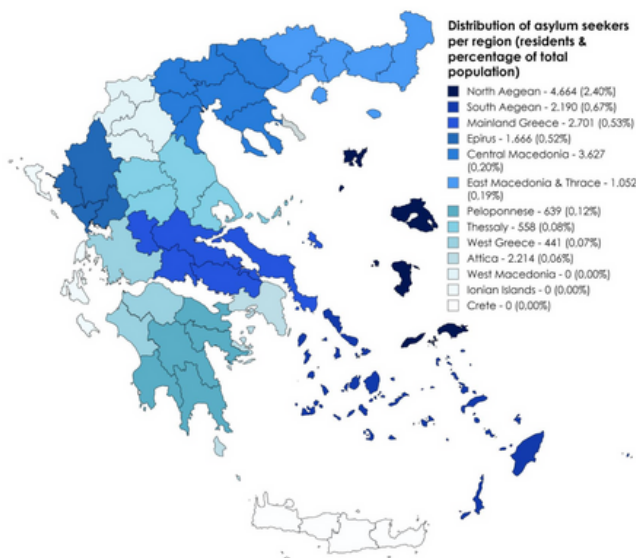 Distribution of asylum seekers
per region (residents &
percentage of total
population)
North Aegean - 4.664 (2,40%)
South Aegean - 2.190 (0,67%)
Mainland Greece - 2.701 (0,53%)
Epirus - 1.666 (0,52%)
Central Macedonia - 3.627
(0,20%)
East Macedonia & Thrace - 1.052
(0,19%)
Peloponnese - 639 (0,12%)
Thessaly - 558 (0,08%)
West Greece - 441 (0,07%)
Attica - 2.214 (0,06%)
West Macedonia - 0 (0,00%)
Ionian Islands - 0 (0,00%)
Crete - 0 (0,00%)